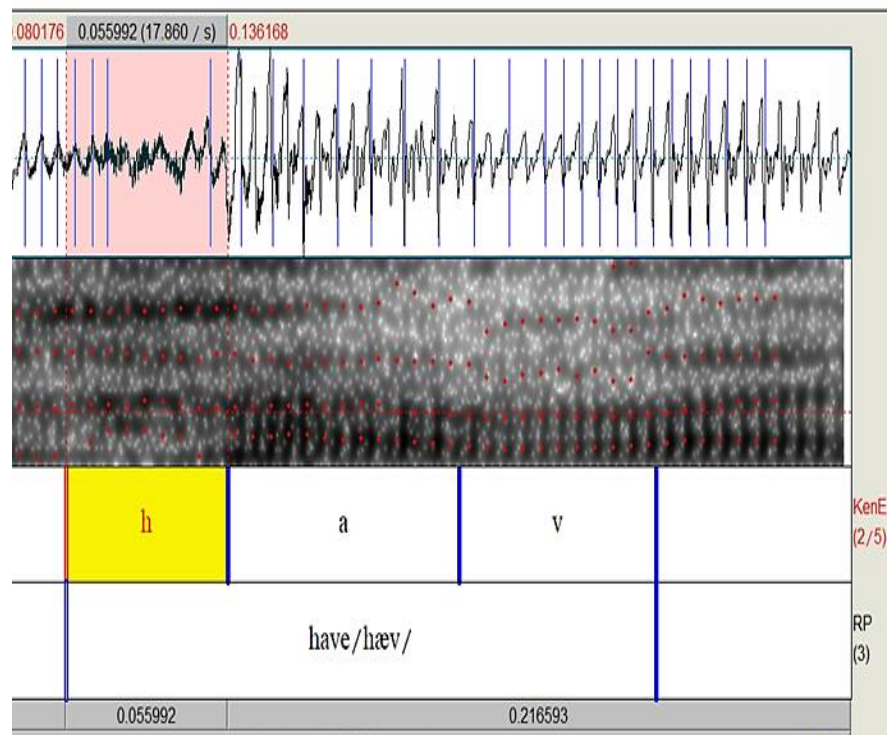 .080176 0.055992 (17.860 / s) 0.136168
h a v KenE
(2/5)
have/hæv/ RP
(3)
0.055992 0.216593